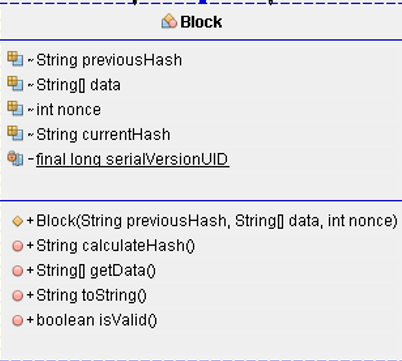 Block
~ String previousHash
~ String[] data
~ int nonce
~ String currentHash
- final long serialVersionUID
+ Block(String previousHash, String[] data, int nonce)
+ String calculateHash()
+ String[] getData()
+ String toString()
+ boolean isValid()